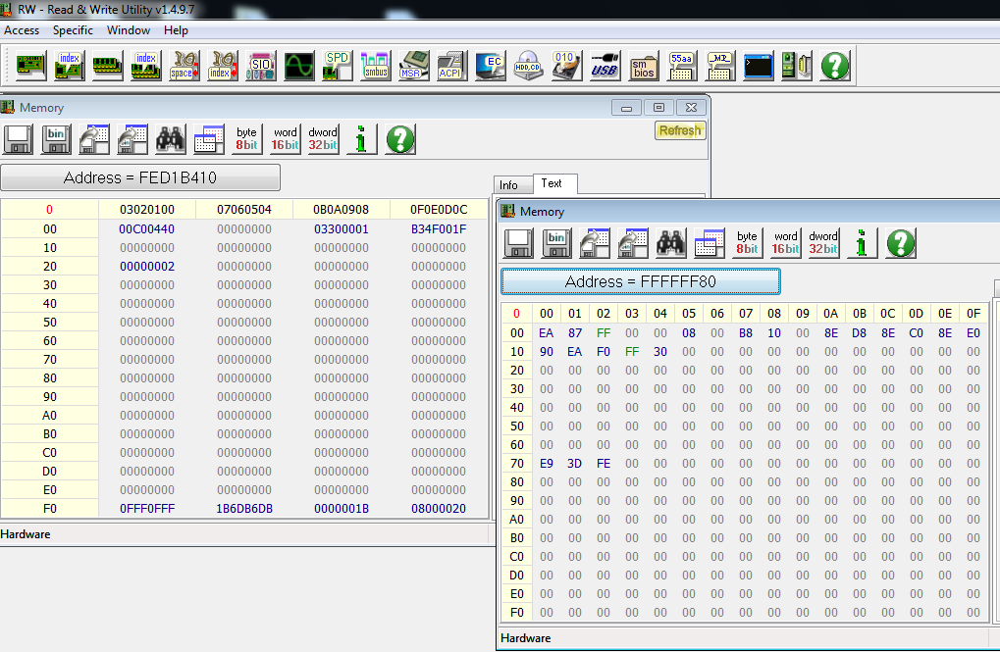 RW - Read & Write Utility v1.4.9.7
Access Specific Window Help
index index space index SIO SPD smbus MSR ACPI EC HDD,CD 010 USB sm bios 55aa _MP_
Memory
bin byte 8bit word 16bit dword 32bit Refresh
Address = FED1B410
Info Text
0 03020100 07060504 0B0A0908 0F0E0D0C
00 00C00440 00000000 03300001 B34F001F
10 00000000 00000000 00000000 00000000
20 00000002 00000000 00000000 00000000
30 00000000 00000000 00000000 00000000
40 00000000 00000000 00000000 00000000
50 00000000 00000000 00000000 00000000
60 00000000 00000000 00000000 00000000
70 00000000 00000000 00000000 00000000
80 00000000 00000000 00000000 00000000
90 00000000 00000000 00000000 00000000
A0 00000000 00000000 00000000 00000000
B0 00000000 00000000 00000000 00000000
C0 00000000 00000000 00000000 00000000
D0 00000000 00000000 00000000 00000000
E0 00000000 00000000 00000000 00000000
F0 0FFF0FFF 1B6DB6DB 0000001B 08000020
Hardware
Memory
bin byte 8bit word 16bit dword 32bit
Address = FFFFFF80
0 00 01 02 03 04 05 06 07 08 09 0A 0B 0C 0D 0E 0F
00 EA 87 FF 00 00 08 00 B8 10 00 8E D8 8E C0 8E E0
10 90 EA F0 FF 30 00 00 00 00 00 00 00 00 00 00 00
20 00 00 00 00 00 00 00 00 00 00 00 00 00 00 00 00
30 00 00 00 00 00 00 00 00 00 00 00 00 00 00 00 00
40 00 00 00 00 00 00 00 00 00 00 00 00 00 00 00 00
50 00 00 00 00 00 00 00 00 00 00 00 00 00 00 00 00
60 00 00 00 00 00 00 00 00 00 00 00 00 00 00 00 00
70 E9 3D FE 00 00 00 00 00 00 00 00 00 00 00 00 00
80 00 00 00 00 00 00 00 00 00 00 00 00 00 00 00 00
90 00 00 00 00 00 00 00 00 00 00 00 00 00 00 00 00
A0 00 00 00 00 00 00 00 00 00 00 00 00 00 00 00 00
B0 00 00 00 00 00 00 00 00 00 00 00 00 00 00 00 00
C0 00 00 00 00 00 00 00 00 00 00 00 00 00 00 00 00
D0 00 00 00 00 00 00 00 00 00 00 00 00 00 00 00 00
E0 00 00 00 00 00 00 00 00 00 00 00 00 00 00 00 00
F0 00 00 00 00 00 00 00 00 00 00 00 00 00 00 00 00
Hardware